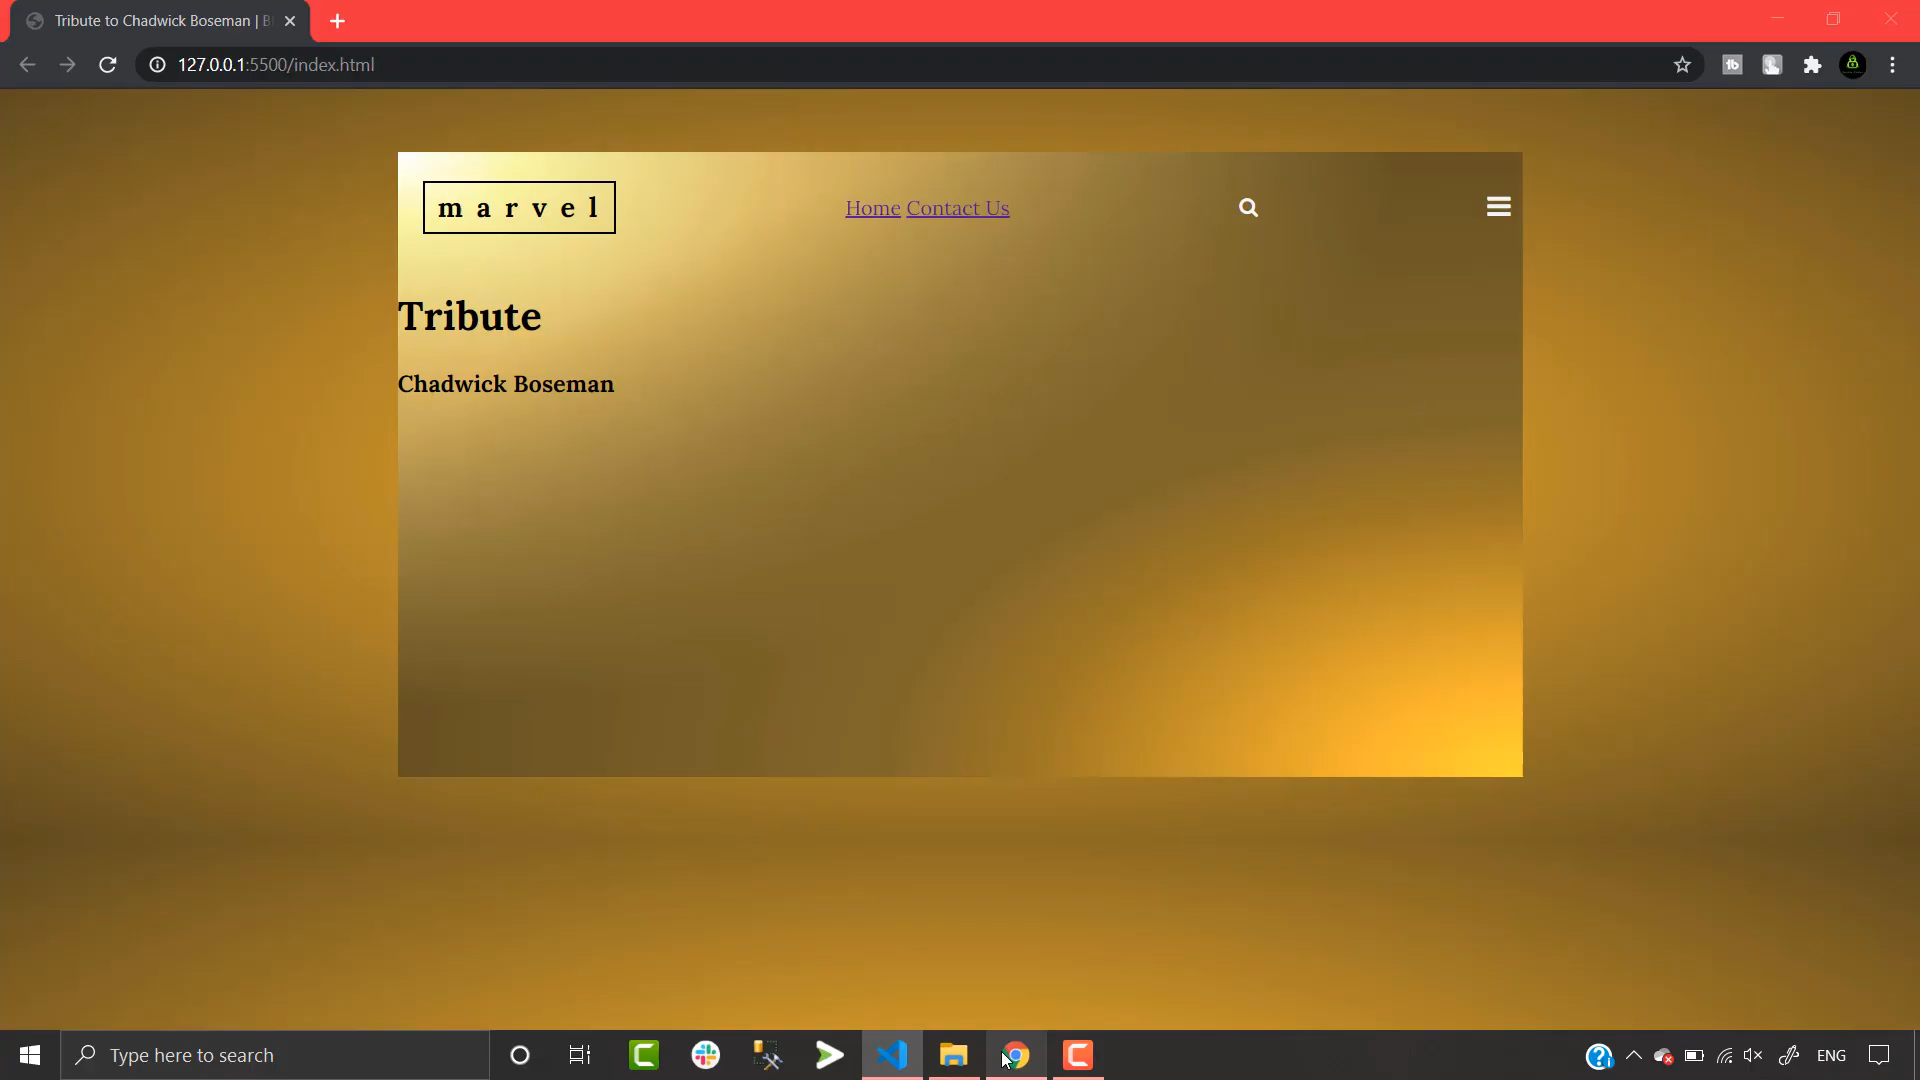 Tribute to Chadwick Boseman | B
127.0.0.1:5500/index.html
marvel
Home Contact Us
Tribute
Chadwick Boseman
Type here to search
ENG